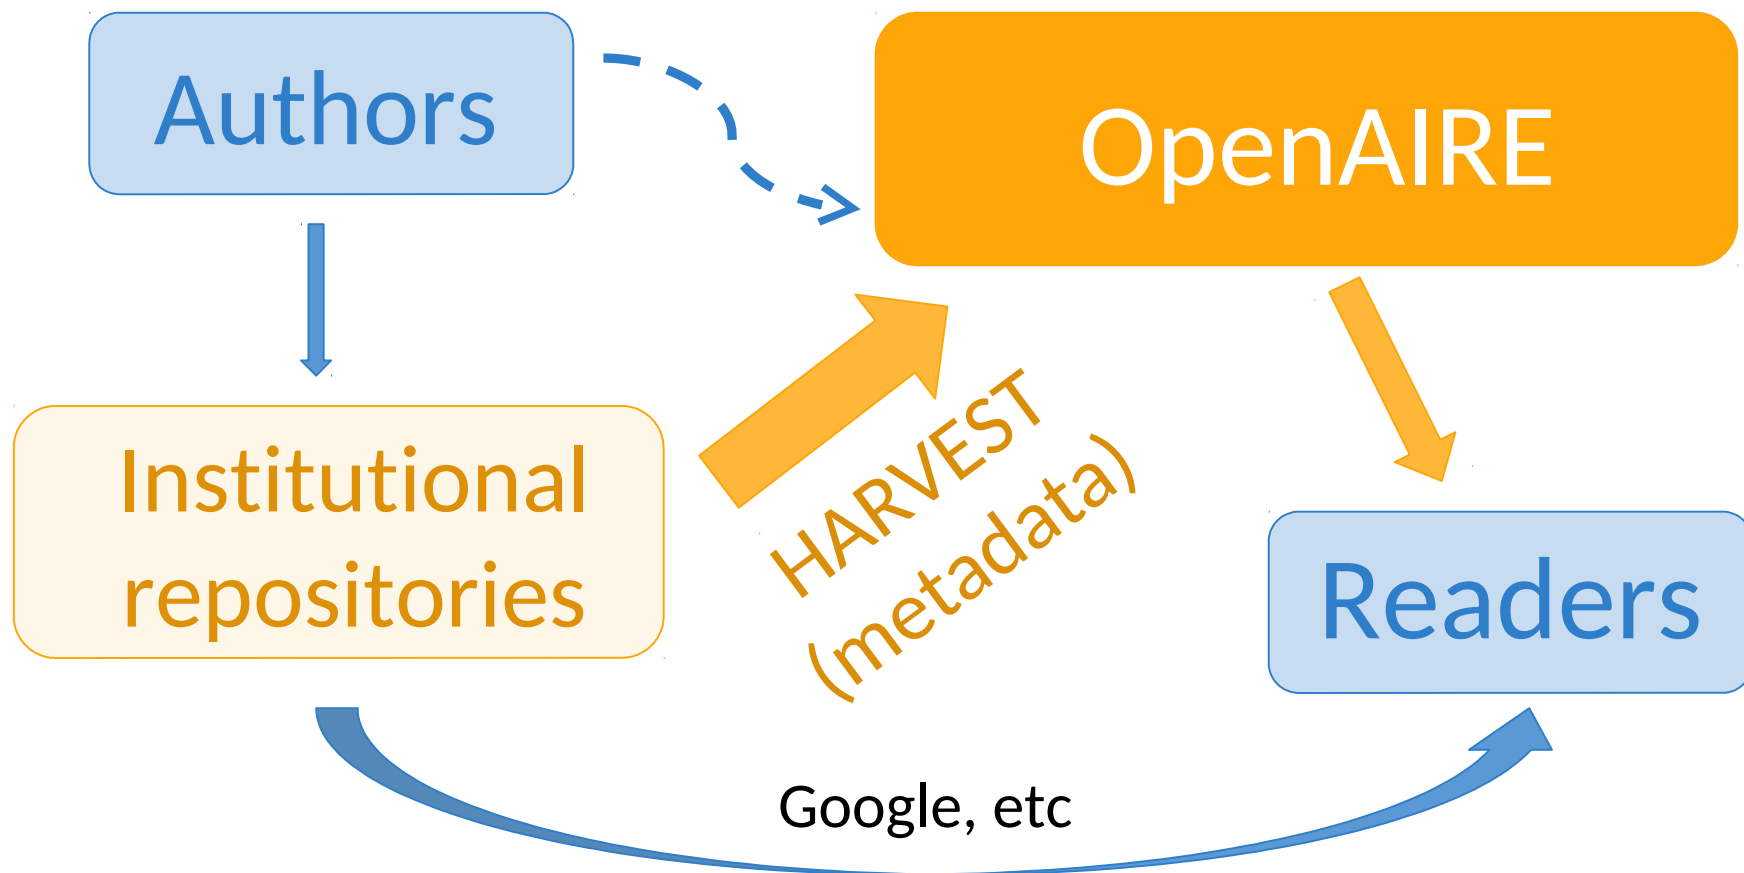 Authors
OpenAIRE
Institutional
repositories
HARVEST
(metadata)
Readers
Google, etc